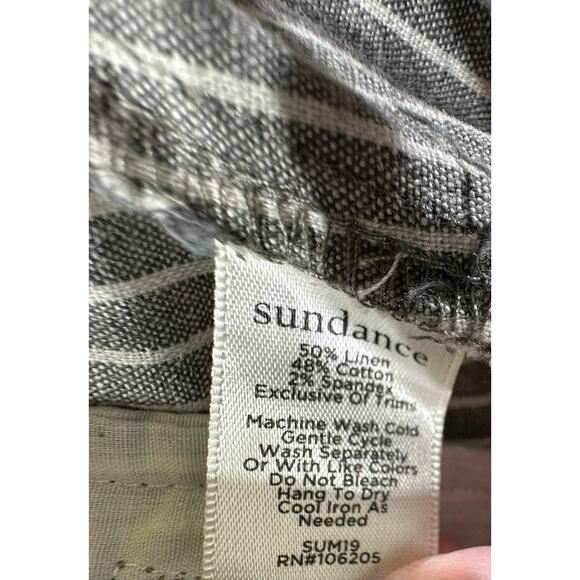 sundance
50% Linen
48% Cotton
2% Spandex
Exclusive Of Trims
Machine Wash Cold
Gentle Cycle
Wash Separately
Or With Like Colors
Do Not Bleach
Hang To Dry
Cool Iron As
Needed
SUM19
RN#106205